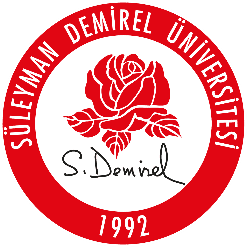 SÜLEYMAN DEMİREL ÜNİVERSİTESİ
S. Demirel
1992